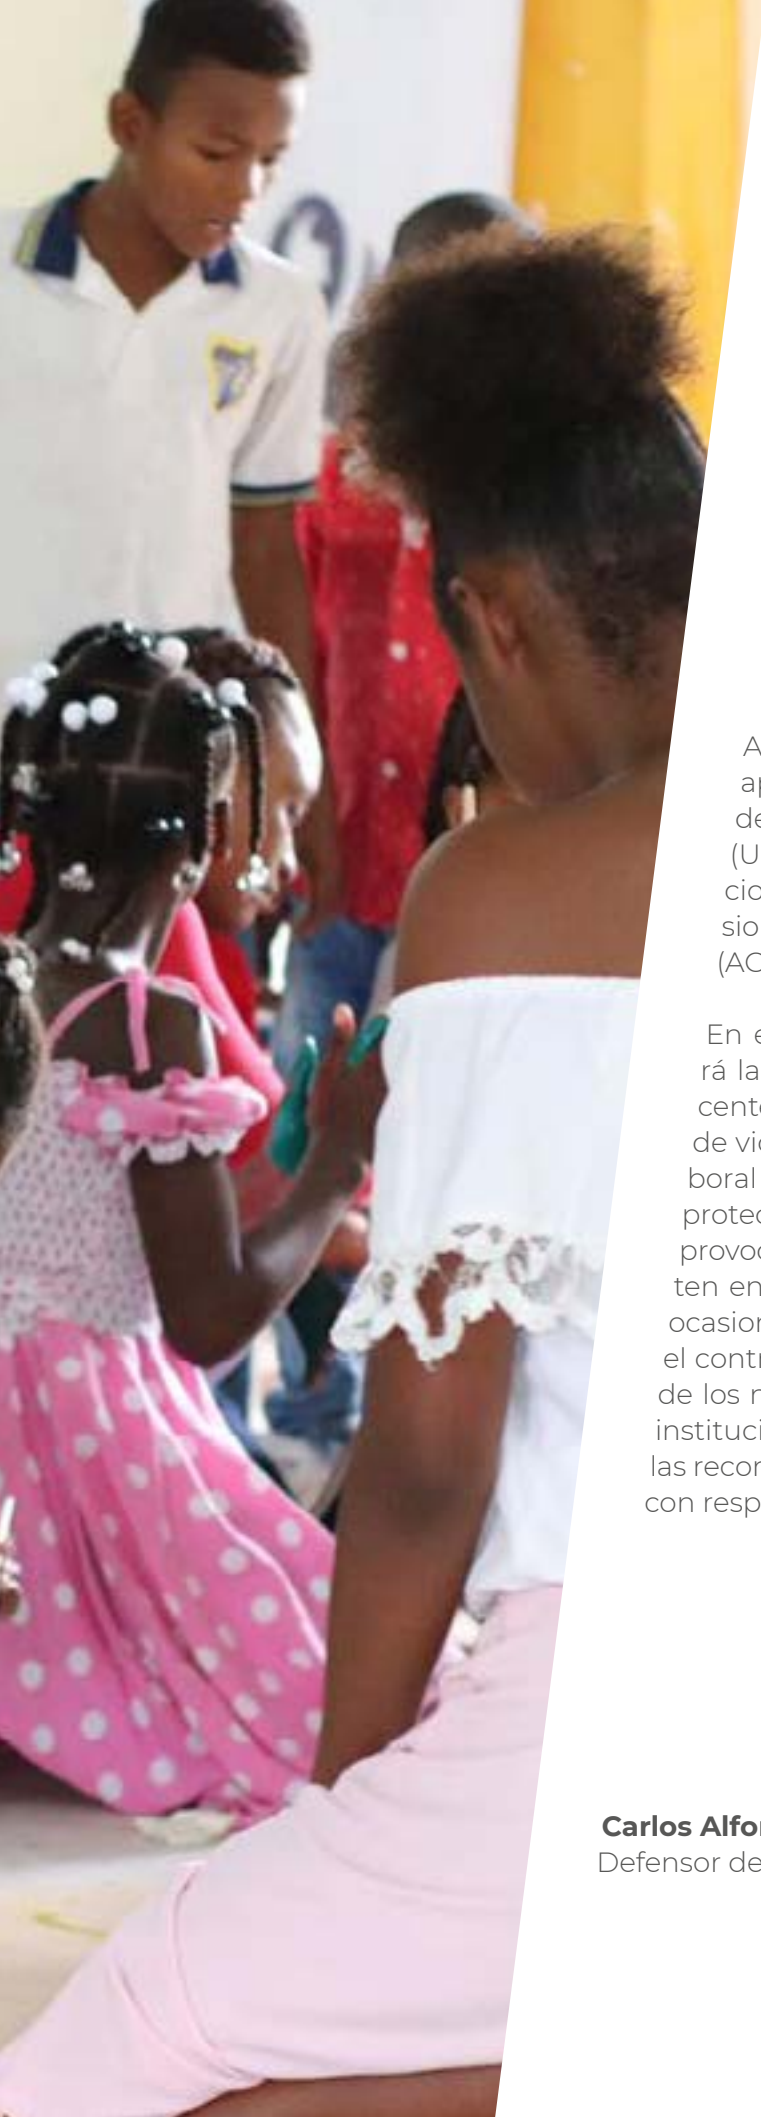 A
ap
de
(U
cio
sio
(AC
En e
rá la
cent
de vi
boral
protec
provoc
ten en
ocasion
el contr
de los n
instituci
las recor
con resp
Carlos Alfo
Defensor de